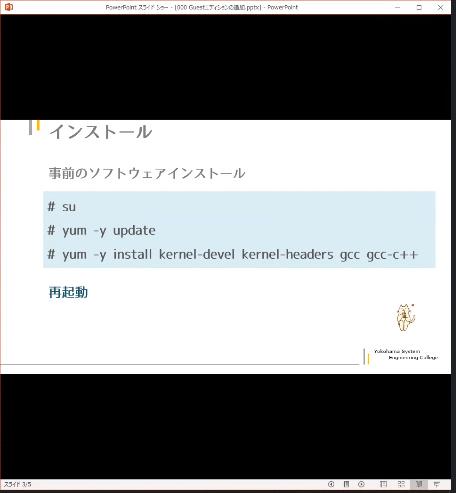 PowerPoint スライド ショー - [000 Guestエディションの追加.pptx] - PowerPoint
インストール
事前のソフトウェアインストール
# su
# yum -y update
# yum -y install kernel-devel kernel-headers gcc gcc-c++
再起動
Yokohama System
Engineering College
スライド 3/5